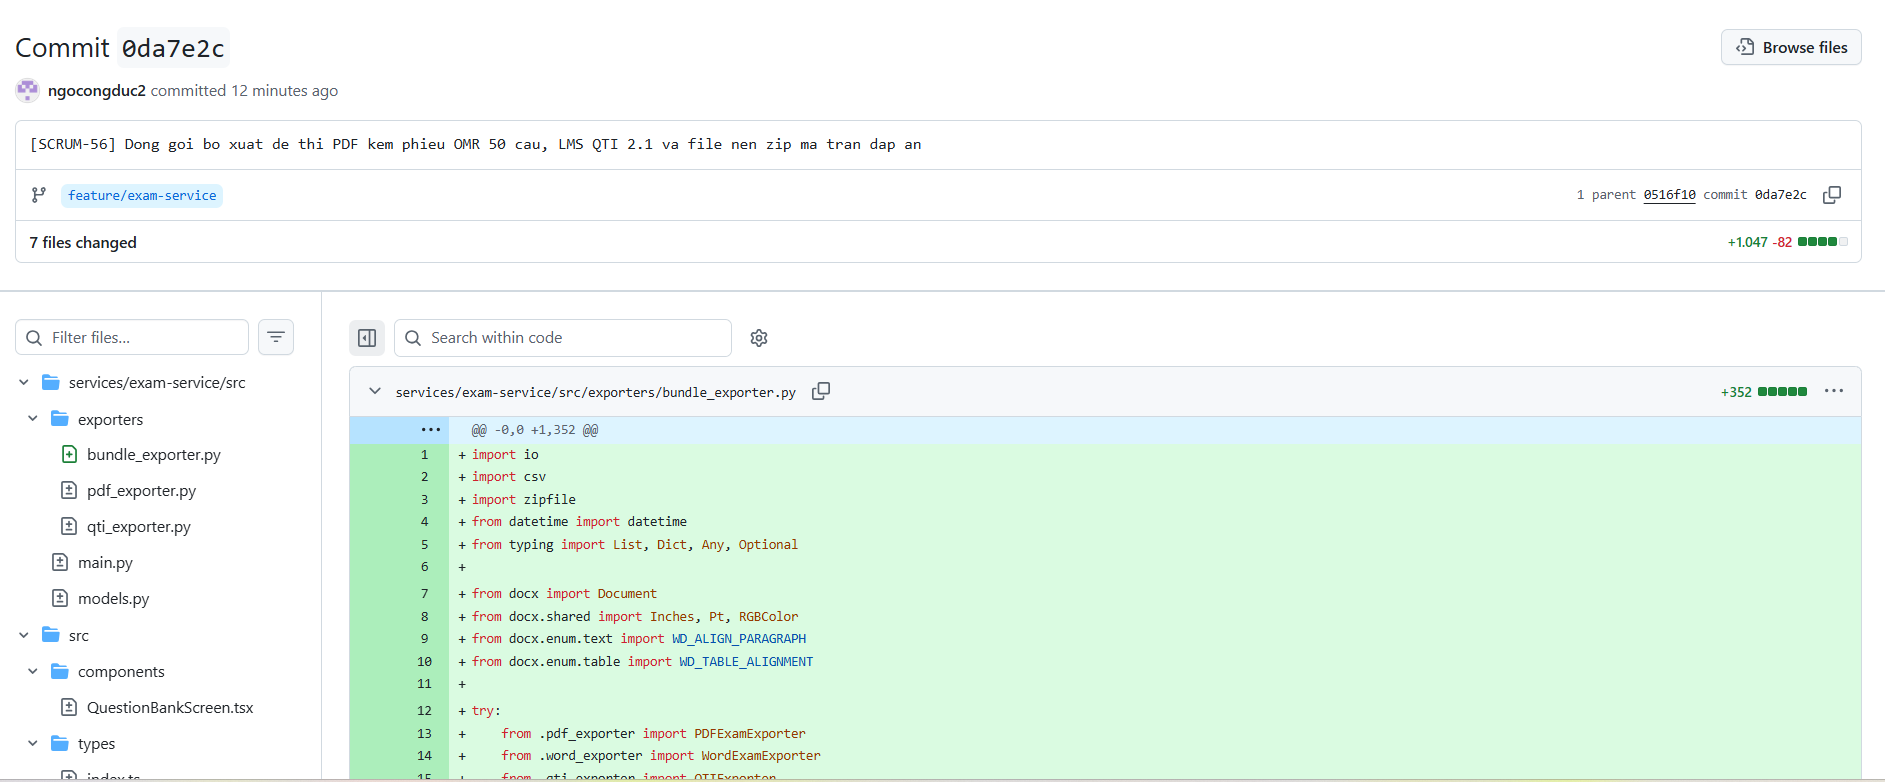 Commit 0da7e2c
Browse files
ngocongduc2 committed 12 minutes ago
[SCRUM-56] Dong goi bo xuat de thi PDF kem phieu OMR 50 cau, LMS QTI 2.1 va file nen zip ma tran dap an
feature/exam-service
1 parent 0516f10 commit 0da7e2c
7 files changed
+1.047 -82
Filter files...
Search within code
services/exam-service/src
exporters
bundle_exporter.py
pdf_exporter.py
qti_exporter.py
main.py
models.py
src
components
QuestionBankScreen.tsx
types
index.ts
services/exam-service/src/exporters/bundle_exporter.py
+352
@@ -0,0 +1,352 @@
1 + import io
2 + import csv
3 + import zipfile
4 + from datetime import datetime
5 + from typing import List, Dict, Any, Optional
6 +
7 + from docx import Document
8 + from docx.shared import Inches, Pt, RGBColor
9 + from docx.enum.text import WD_ALIGN_PARAGRAPH
10 + from docx.enum.table import WD_TABLE_ALIGNMENT
11 +
12 + try:
13 +     from .pdf_exporter import PDFExamExporter
14 +     from .word_exporter import WordExamExporter
15 +     from .qti_exporter import QTIExporter